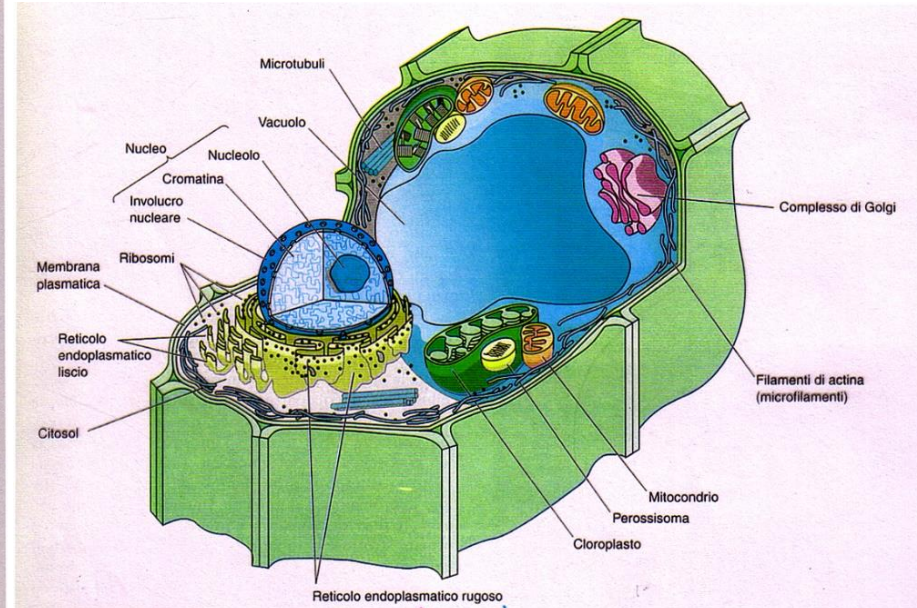 Microtubuli
Vacuolo
Nucleo
Nucleolo
Cromatina
Involucro
nucleare
Ribosomi
Membrana
plasmatica
Reticolo
endoplasmatico
liscio
Citosol
Complesso di Golgi
Filamenti di actina
(microfilamenti)
Mitocondrio
Perossisoma
Cloroplasto
Reticolo endoplasmatico rugoso